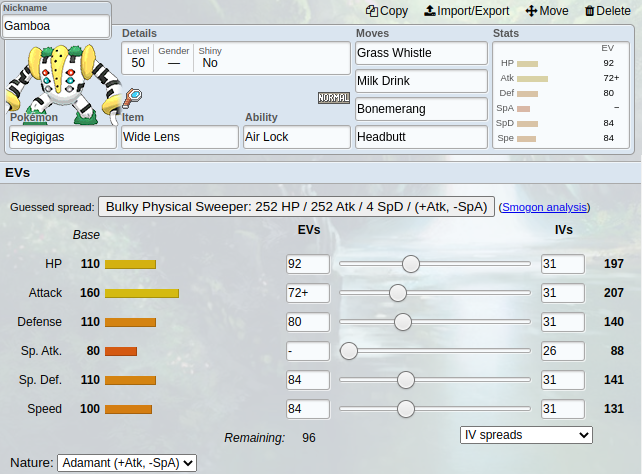 Nickname
Gamboa
Copy Import/Export Move Delete
Details
Level Gender Shiny
50 — No
NORMAL
Pokémon
Regigigas
Item
Wide Lens
Ability
Air Lock
Moves
Grass Whistle
Milk Drink
Bonemerang
Headbutt
Stats
EV
HP 92
Atk 72+
Def 80
SpA −
SpD 84
Spe 84
EVs
Guessed spread: Bulky Physical Sweeper: 252 HP / 252 Atk / 4 SpD / (+Atk, -SpA) (Smogon analysis)
Base EVs IVs
HP 110 92 31 197
Attack 160 72+ 31 207
Defense 110 80 31 140
Sp. Atk. 80 - 26 88
Sp. Def. 110 84 31 141
Speed 100 84 31 131
Remaining: 96 IV spreads
Nature: Adamant (+Atk, -SpA)